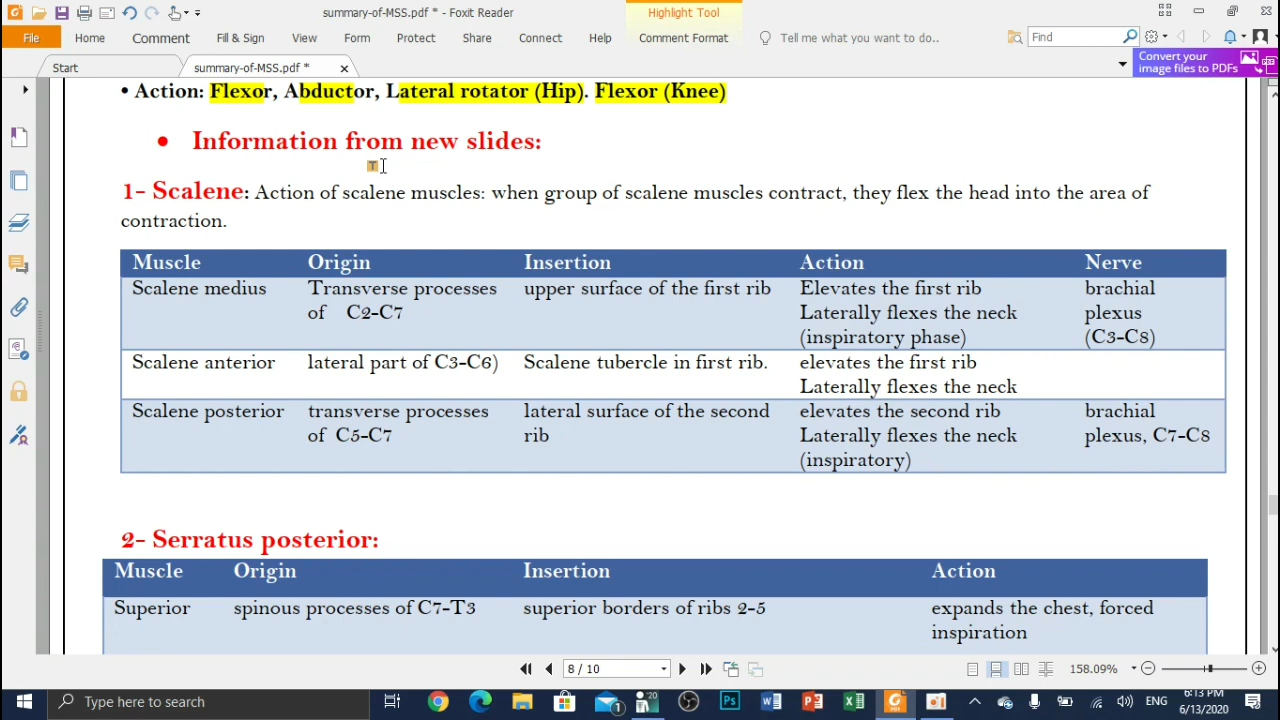 summary-of-MSS.pdf * - Foxit Reader
Highlight Tool
File Home Comment Fill & Sign View Form Protect Share Connect Help Comment Format Tell me what you want to do.. Find
Start summary-of-MSS.pdf *
Convert your
image files to PDFs
• Action: Flexor, Abductor, Lateral rotator (Hip). Flexor (Knee)
• Information from new slides:
1- Scalene: Action of scalene muscles: when group of scalene muscles contract, they flex the head into the area of
contraction.
Muscle Origin Insertion Action Nerve
Scalene medius Transverse processes upper surface of the first rib Elevates the first rib brachial
of C2-C7 Laterally flexes the neck plexus
(inspiratory phase) (C3-C8)
Scalene anterior lateral part of C3-C6) Scalene tubercle in first rib. elevates the first rib
Laterally flexes the neck
Scalene posterior transverse processes lateral surface of the second elevates the second rib brachial
of C5-C7 rib Laterally flexes the neck plexus, C7-C8
(inspiratory)
2- Serratus posterior:
Muscle Origin Insertion Action
Superior spinous processes of C7-T3 superior borders of ribs 2-5 expands the chest, forced
inspiration
8 / 10 158.09%
Type here to search ENG 6:13 PM
6/13/2020